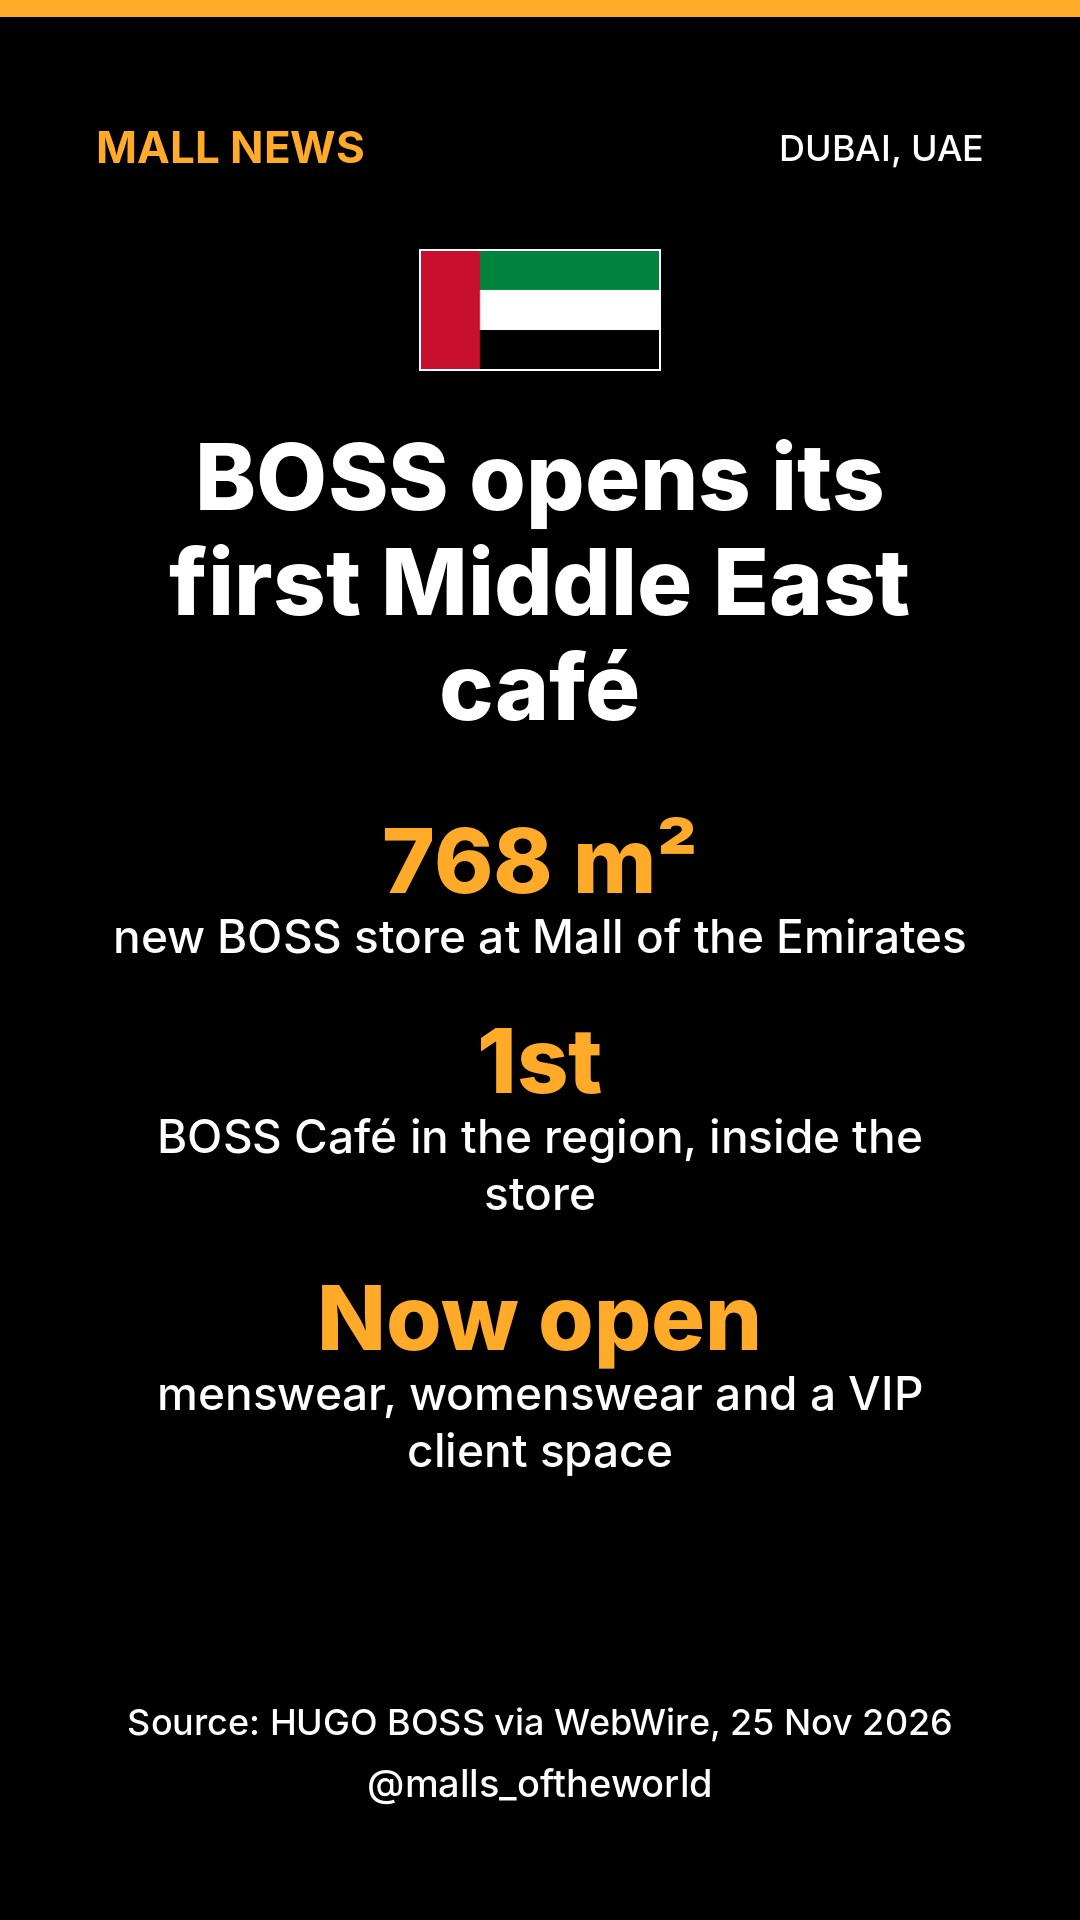 MALL NEWS
DUBAI, UAE
BOSS opens its
first Middle East
café
768 m²
new BOSS store at Mall of the Emirates
1st
BOSS Café in the region, inside the
store
Now open
menswear, womenswear and a VIP
client space
Source: HUGO BOSS via WebWire, 25 Nov 2026
@malls_oftheworld